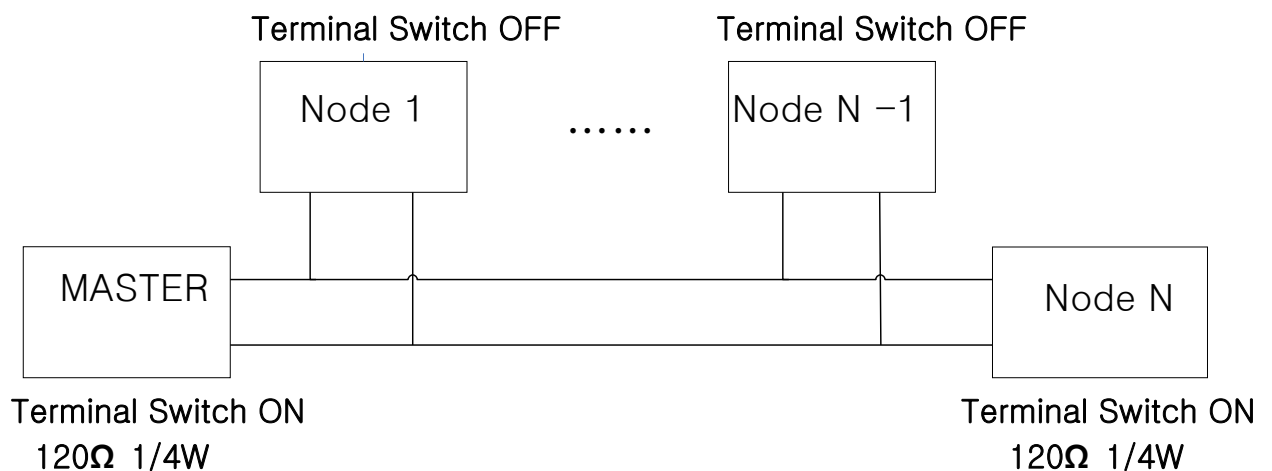 Terminal Switch OFF
Terminal Switch OFF
Node 1
......
Node N -1
MASTER
Node N
Terminal Switch ON
120Ω 1/4W
Terminal Switch ON
120Ω 1/4W